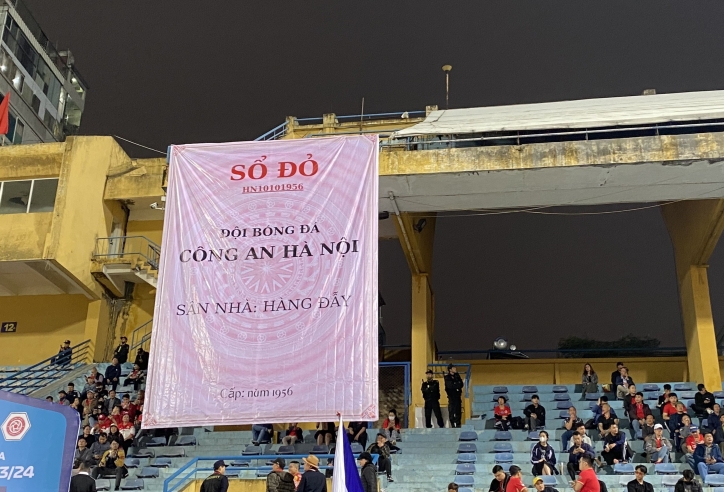 SỔ ĐỎ
HN10101956
ĐỘI BÓNG ĐÁ
CÔNG AN HÀ NỘI
SÂN NHÀ: HÀNG ĐẪY
Cấp: năm 1956
12
A
3/24